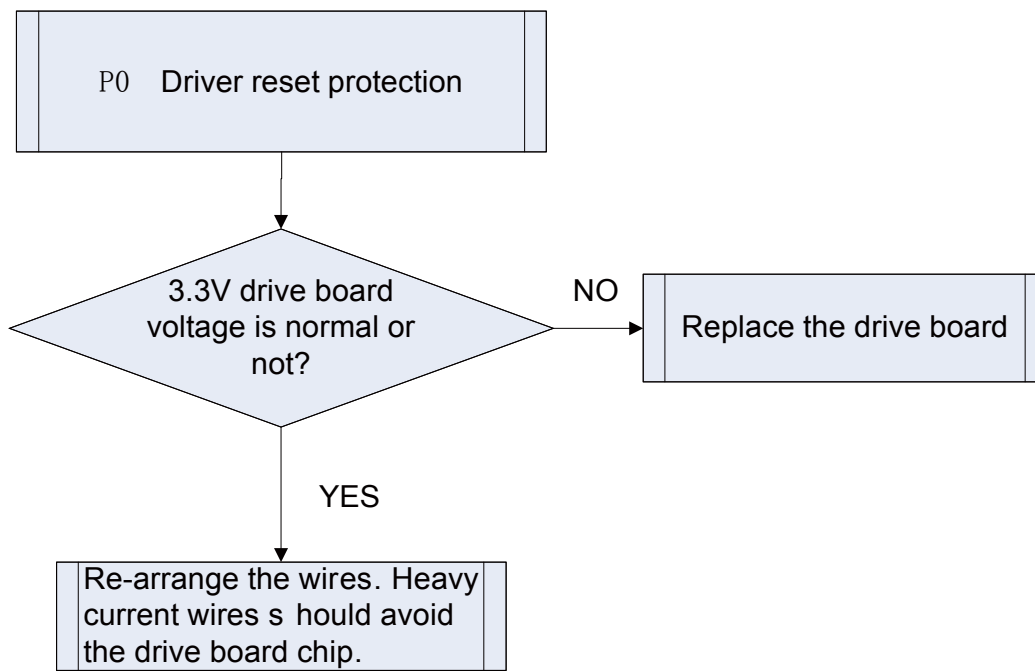 P0 Driver reset protection
3.3V drive board
voltage is normal or
not?
NO
Replace the drive board
YES
Re-arrange the wires. Heavy
current wires s hould avoid
the drive board chip.